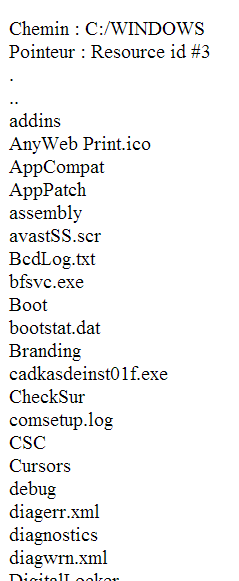 Chemin : C:/WINDOWS
Pointeur : Resource id #3
.
..
addins
AnyWeb Print.ico
AppCompat
AppPatch
assembly
avastSS.scr
BcdLog.txt
bfsvc.exe
Boot
bootstat.dat
Branding
cadkasdeinst01f.exe
CheckSur
comsetup.log
CSC
Cursors
debug
diagerr.xml
diagnostics
diagwrn.xml
DigitalLocker